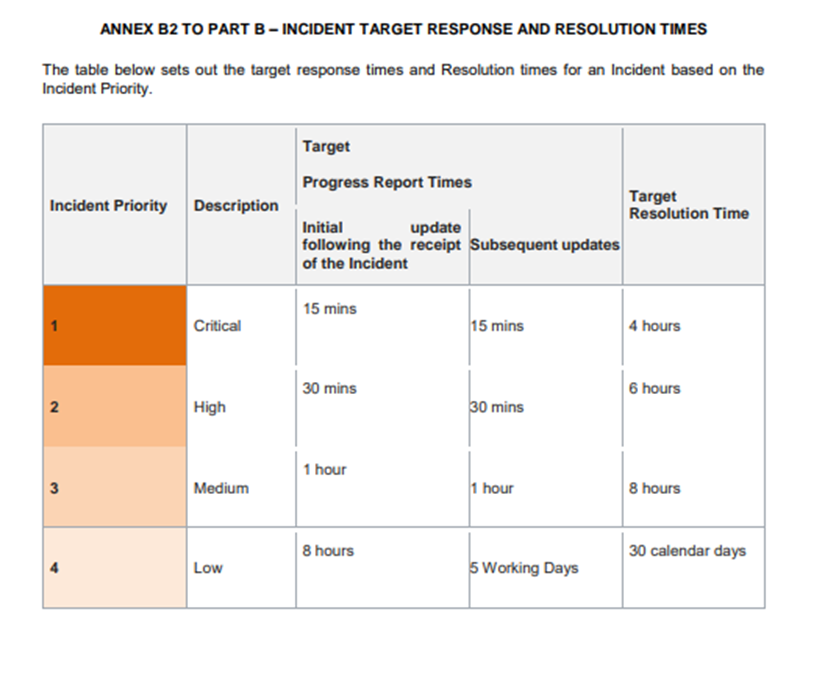 ANNEX B2 TO PART B – INCIDENT TARGET RESPONSE AND RESOLUTION TIMES
The table below sets out the target response times and Resolution times for an Incident based on the
Incident Priority.
Incident Priority
Description
Target
Progress Report Times
Initial update
following the receipt
of the Incident
Subsequent updates
Target
Resolution Time
1
Critical
15 mins
15 mins
4 hours
2
High
30 mins
30 mins
6 hours
3
Medium
1 hour
1 hour
8 hours
4
Low
8 hours
5 Working Days
30 calendar days